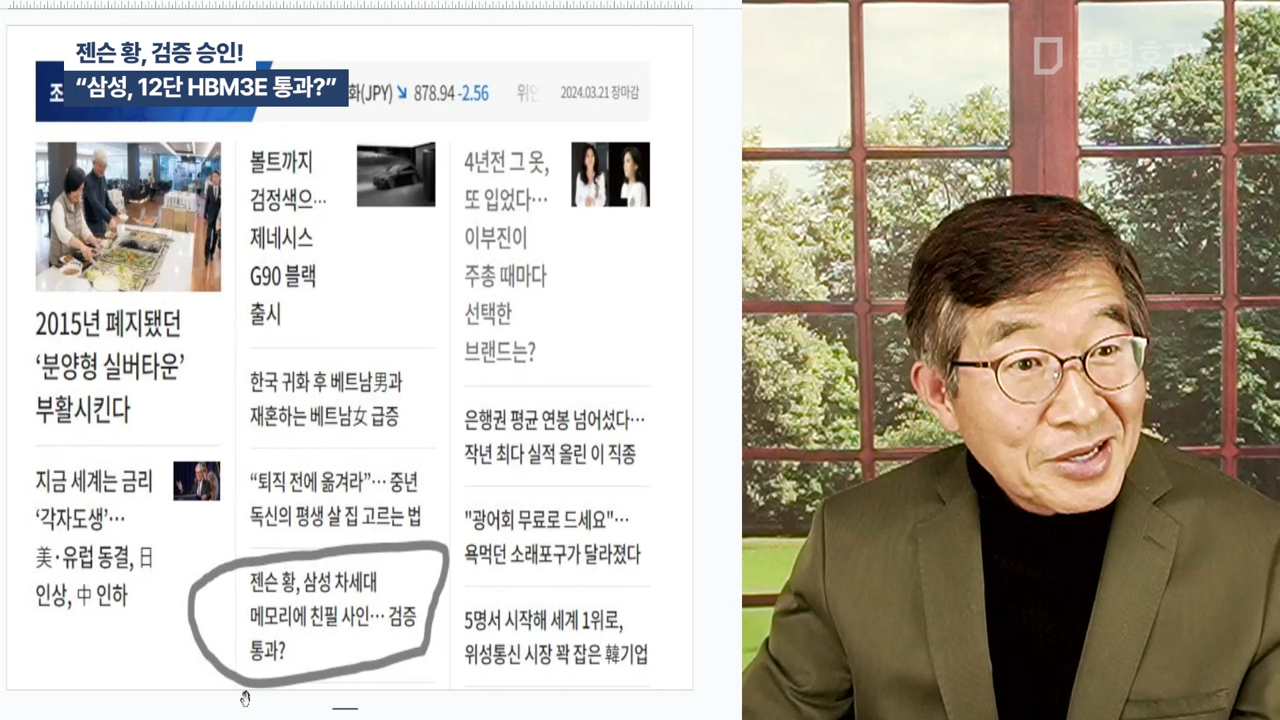 젠슨 황, 검증 승인!
“삼성, 12단 HBM3E 통과?”
화(JPY) 878.94 -2.56
2024.03.21 장마감
2015년 폐지됐던
‘분양형 실버타운’
부활시킨다
지금 세계는 금리
‘각자도생’…
美·유럽 동결, 日
인상, 中 인하
볼트까지
검정색으…
제네시스
G90 블랙
출시
한국 귀화 후 베트남男과
재혼하는 베트남女 급증
“퇴직 전에 옮겨라”… 중년
독신의 평생 살 집 고르는 법
젠슨 황, 삼성 차세대
메모리에 친필 사인… 검증
통과?
4년전 그 옷,
또 입었다…
이부진이
주총 때마다
선택한
브랜드는?
은행권 평균 연봉 넘어섰다…
작년 최다 실적 올린 이 직종
"광어회 무료로 드세요"…
욕먹던 소래포구가 달라졌다
5명서 시작해 세계 1위로,
위성통신 시장 꽉 잡은 韓기업